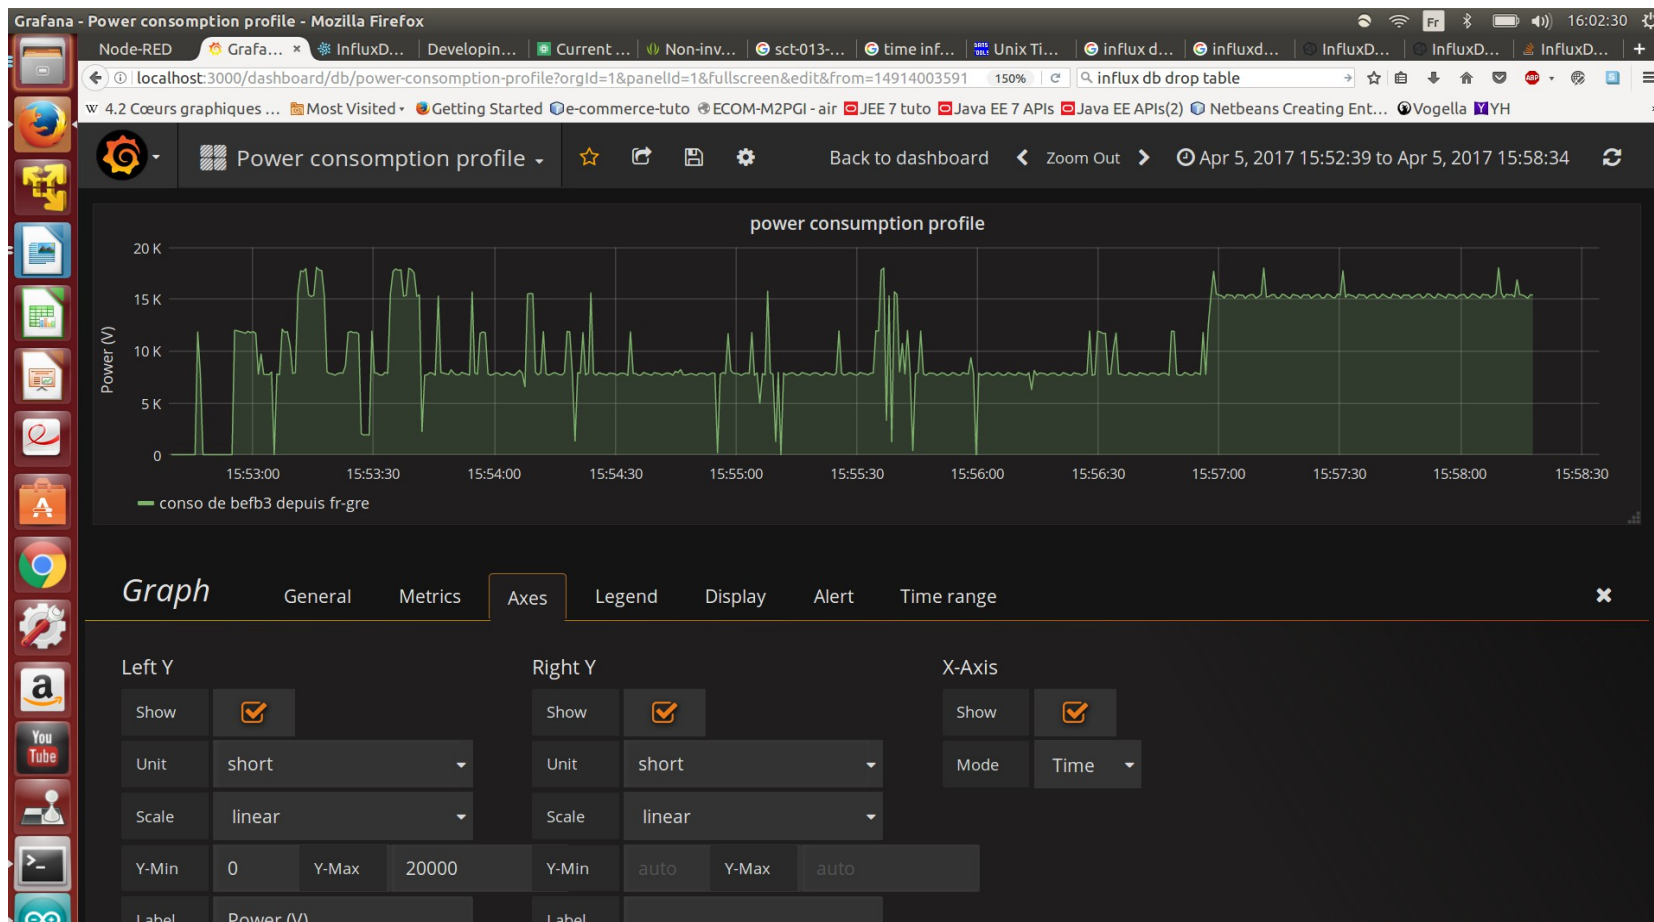 Grafana - Power consomption profile - Mozilla Firefox
Fr
16:02:30
Node-RED
Grafa... ×
InfluxD...
Developin...
Current ...
Non-inv...
sct-013-...
time inf...
Unix Ti...
influx d...
influxd...
InfluxD...
InfluxD...
InfluxD...
+
localhost:3000/dashboard/db/power-consomption-profile?orgId=1&panelId=1&fullscreen&edit&from=14914003591
150%
influx db drop table
ABP
W 4.2 Cœurs graphiques ...
Most Visited
Getting Started
e-commerce-tuto
ECOM-M2PGI - air
JEE 7 tuto
Java EE 7 APIs
Java EE APIs(2)
Netbeans Creating Ent...
Vogella
YH
Power consomption profile
Back to dashboard
Zoom Out
Apr 5, 2017 15:52:39 to Apr 5, 2017 15:58:34
power consumption profile
Power (V)
20 K
15 K
10 K
5 K
0
15:53:00 15:53:30 15:54:00 15:54:30 15:55:00 15:55:30 15:56:00 15:56:30 15:57:00 15:57:30 15:58:00 15:58:30
conso de befb3 depuis fr-gre
Graph
General
Metrics
Axes
Legend
Display
Alert
Time range
Left Y
Show
Unit short
Scale linear
Y-Min 0 Y-Max 20000
Label Power (V)
Right Y
Show
Unit short
Scale linear
Y-Min auto Y-Max auto
Label
X-Axis
Show
Mode Time
A
a
You
Tube
>_